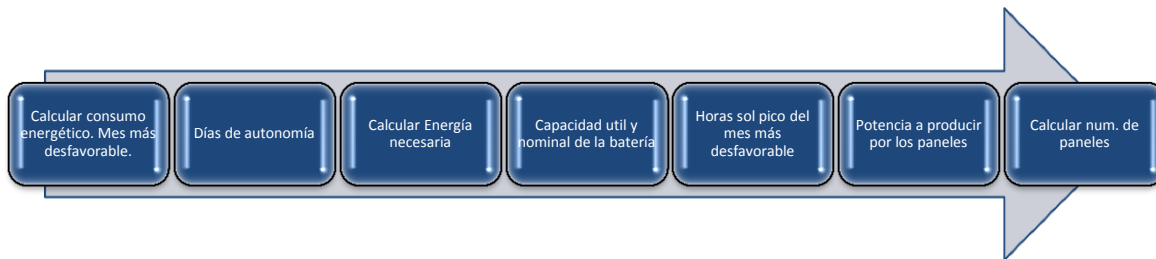 Calcular consumo
energético. Mes más
desfavorable.
Días de autonomía
Calcular Energía
necesaria
Capacidad util y
nominal de la batería
Horas sol pico del
mes más
desfavorable
Potencia a producir
por los paneles
Calcular num. de
paneles